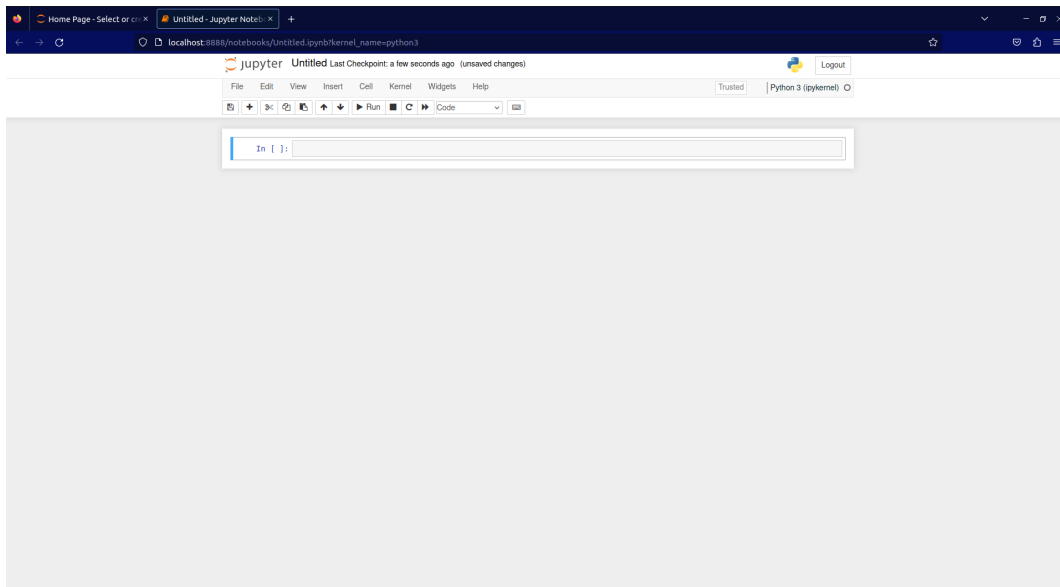 Home Page - Select or cre
Untitled - Jupyter Notebo
localhost:8888/notebooks/Untitled.ipynb?kernel_name=python3
jupyter Untitled Last Checkpoint: a few seconds ago (unsaved changes)
Logout
File Edit View Insert Cell Kernel Widgets Help
Trusted Python 3 (ipykernel)
Run Code
In [ ]: